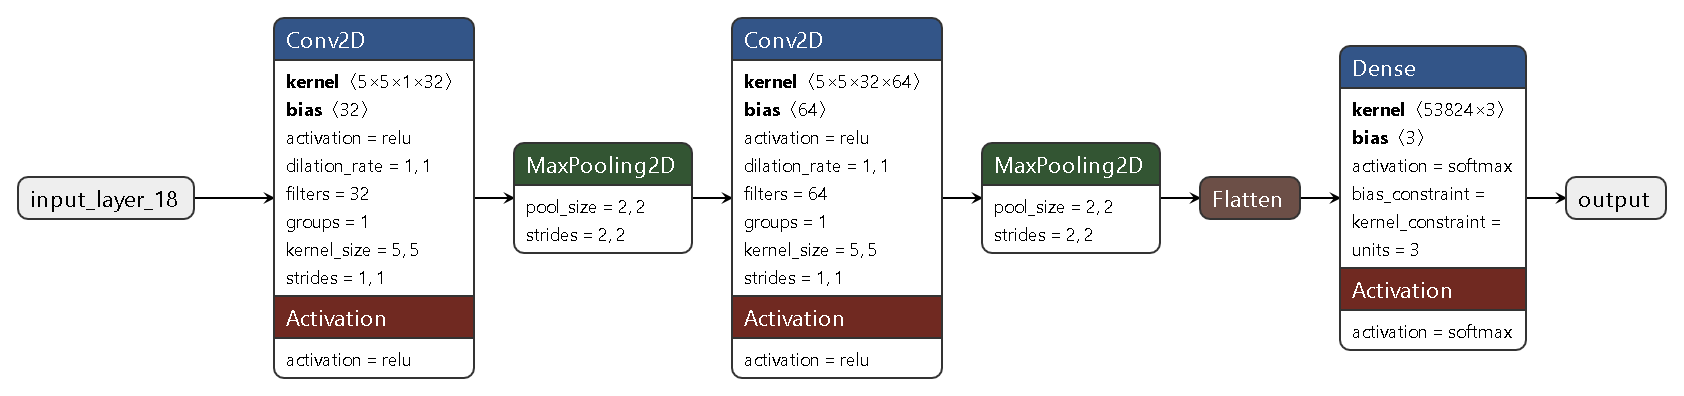 input_layer_18
Conv2D
kernel〈5×5×1×32〉
bias〈32〉
activation = relu
dilation_rate = 1, 1
filters = 32
groups = 1
kernel_size = 5, 5
strides = 1, 1
Activation
activation = relu
MaxPooling2D
pool_size = 2, 2
strides = 2, 2
Conv2D
kernel〈5×5×32×64〉
bias〈64〉
activation = relu
dilation_rate = 1, 1
filters = 64
groups = 1
kernel_size = 5, 5
strides = 1, 1
Activation
activation = relu
MaxPooling2D
pool_size = 2, 2
strides = 2, 2
Flatten
Dense
kernel〈53824×3〉
bias〈3〉
activation = softmax
bias_constraint =
kernel_constraint =
units = 3
Activation
activation = softmax
output